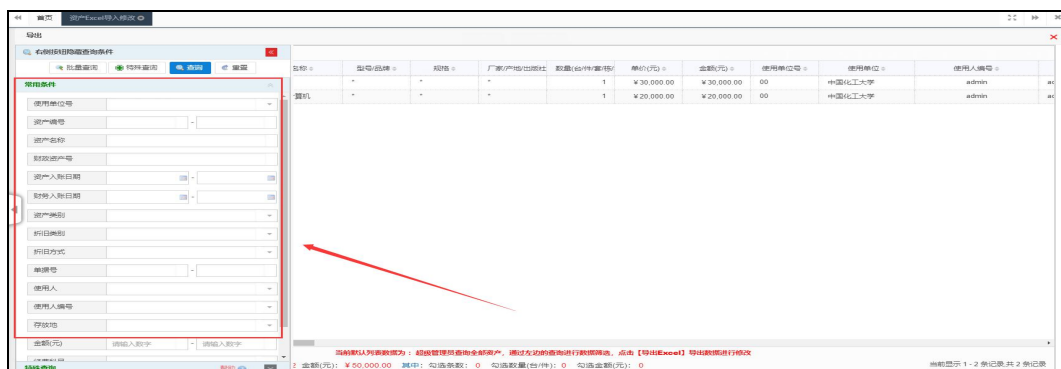 首页 资产Excel导入修改
导出
右侧按钮隐藏查询条件
批量查询 特殊查询 查询 重置
名称 型号/品牌 规格 厂家/产地/出版社 数量(台/件/套/栋/ 单价(元) 金额(元) 使用单位号 使用单位 使用人编号
* * * 1 ¥30,000.00 ¥30,000.00 00 中国化工大学 admin
算机 * * * 1 ¥20,000.00 ¥20,000.00 00 中国化工大学 admin
常用条件
使用单位号
资产编号 -
资产名称
财政资产号
资产入账日期 -
财务入账日期 -
资产类别
折旧类别
折旧方式
单据号 -
使用人
使用人编号
存放地
金额(元) 请输入数字 - 请输入数字
特殊查询
当前默认列表数据为：超级管理员查询全部资产，通过左边的查询进行数据筛选，点击【导出Excel】导出数据进行修改
2 金额(元)：¥50,000.00 其中：勾选条数：0 勾选数量(台/件)：0 勾选金额(元)：0
当前显示 1 - 2 条记录,共 2 条记录